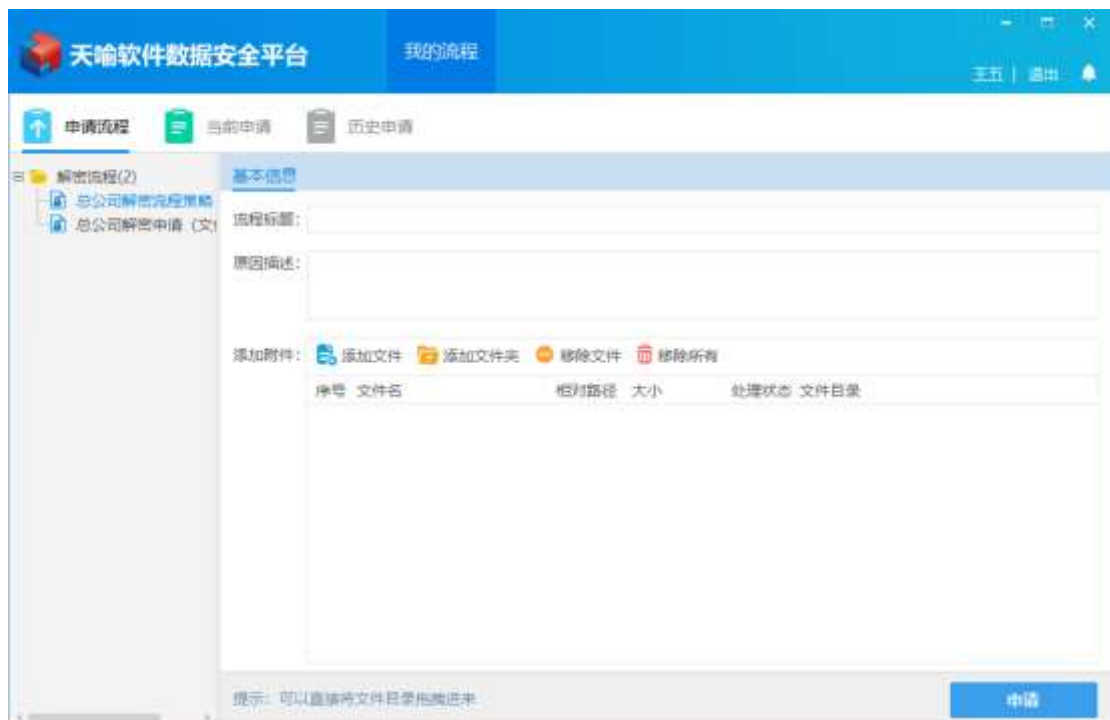 天喻软件数据安全平台
我的流程
王五 | 退出
申请流程
当前申请
历史申请
解密流程(2)
总公司解密流程策略
总公司解密申请（文
基本信息
流程标题：
原因描述：
添加附件：
添加文件 添加文件夹 移除文件 移除所有
序号 文件名 相对路径 大小 处理状态 文件目录
提示：可以直接将文件目录拖拽进来
申请